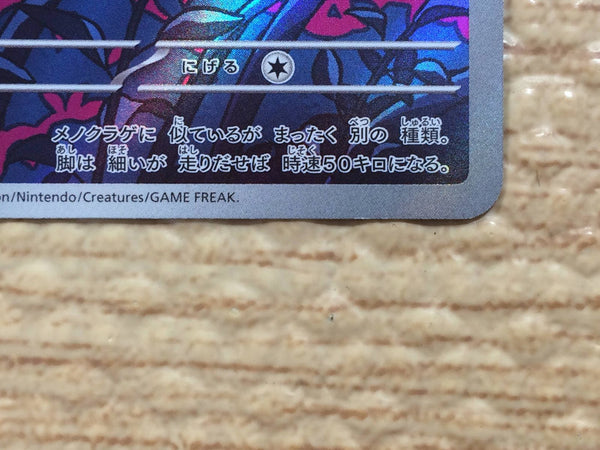 にげる
メノクラゲに 似ているが まったく 別の 種類。
脚は 細いが 走りだせば 時速50キロになる。
on/Nintendo/Creatures/GAME FREAK.